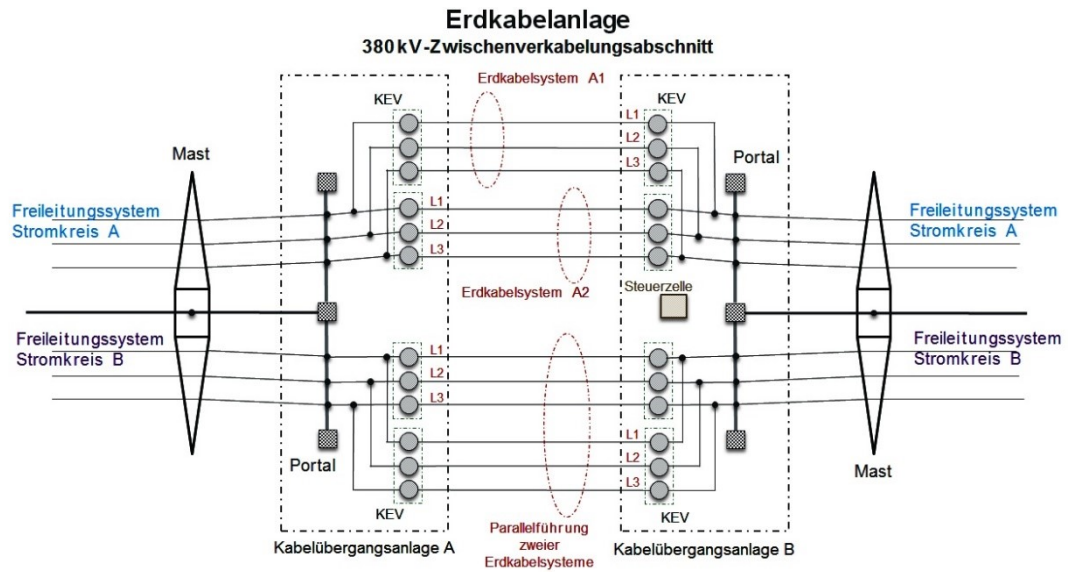 Erdkabelanlage
380 kV-Zwischenverkabelungsabschnitt
Erdkabelsystem A1
KEV
KEV
L1
L2
L3
Mast
Portal
Freileitungssystem
Stromkreis A
L1
L2
L3
Freileitungssystem
Stromkreis A
Erdkabelsystem A2
Steuerzelle
Freileitungssystem
Stromkreis B
L1
L2
L3
Freileitungssystem
Stromkreis B
L1
L2
L3
Portal
Mast
KEV
KEV
Kabelübergangsanlage A
Parallelführung
zweier
Erdkabelsysteme
Kabelübergangsanlage B